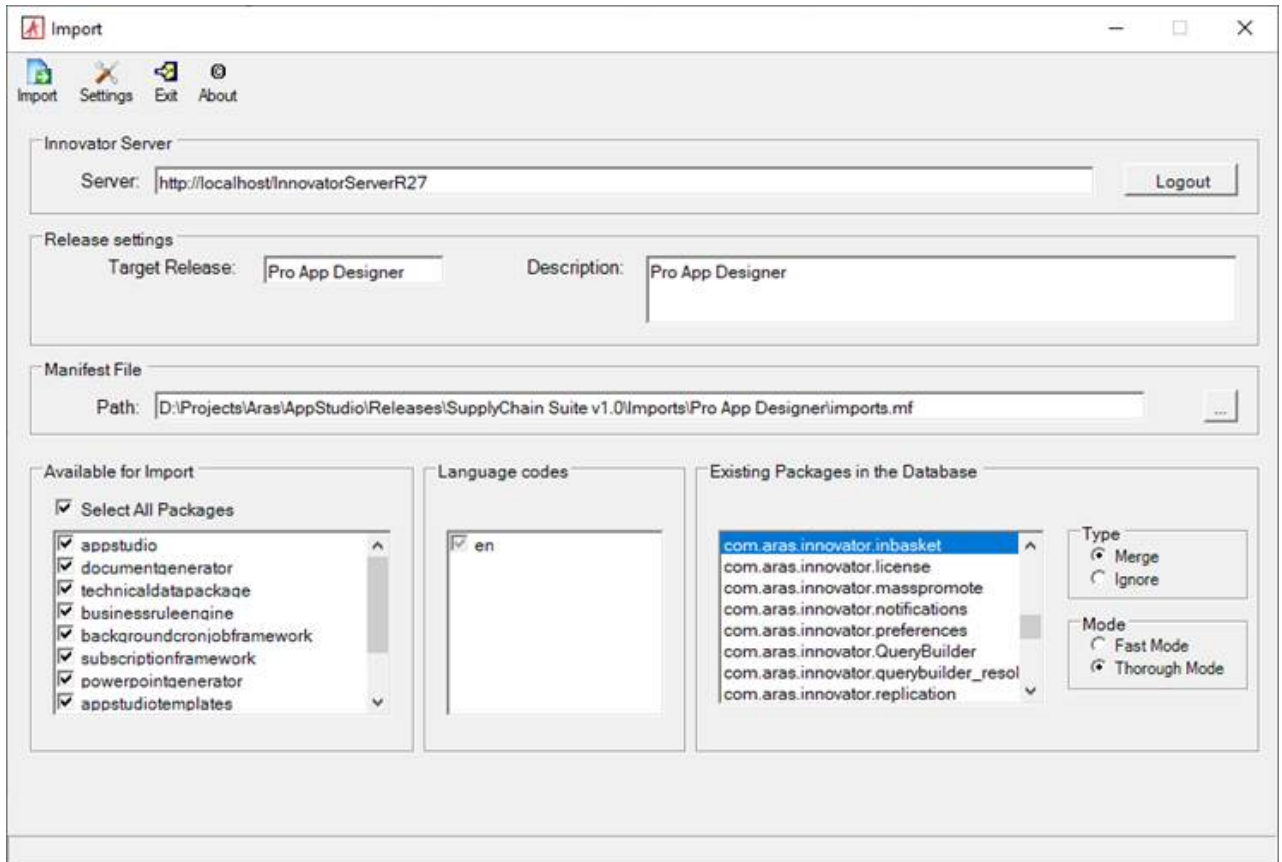 Import
Import Settings Exit About
Innovator Server
Server: http://localhost/InnovatorServerR27 Logout
Release settings
Target Release: Pro App Designer Description: Pro App Designer
Manifest File
Path: D:\Projects\Aras\AppStudio\Releases\SupplyChain Suite v1.0\Imports\Pro App Designer\imports.mf ...
Available for Import
Select All Packages
appstudio
documentgenerator
technicaldatapackage
businessruleengine
backgroundcronjobframework
subscriptionframework
powerpointgenerator
appstudiotemplates
Language codes
en
Existing Packages in the Database
com.aras.innovator.inbasket
com.aras.innovator.license
com.aras.innovator.masspromote
com.aras.innovator.notifications
com.aras.innovator.preferences
com.aras.innovator.QueryBuilder
com.aras.innovator.querybuilder_resol
com.aras.innovator.replication
Type
Merge
Ignore
Mode
Fast Mode
Thorough Mode